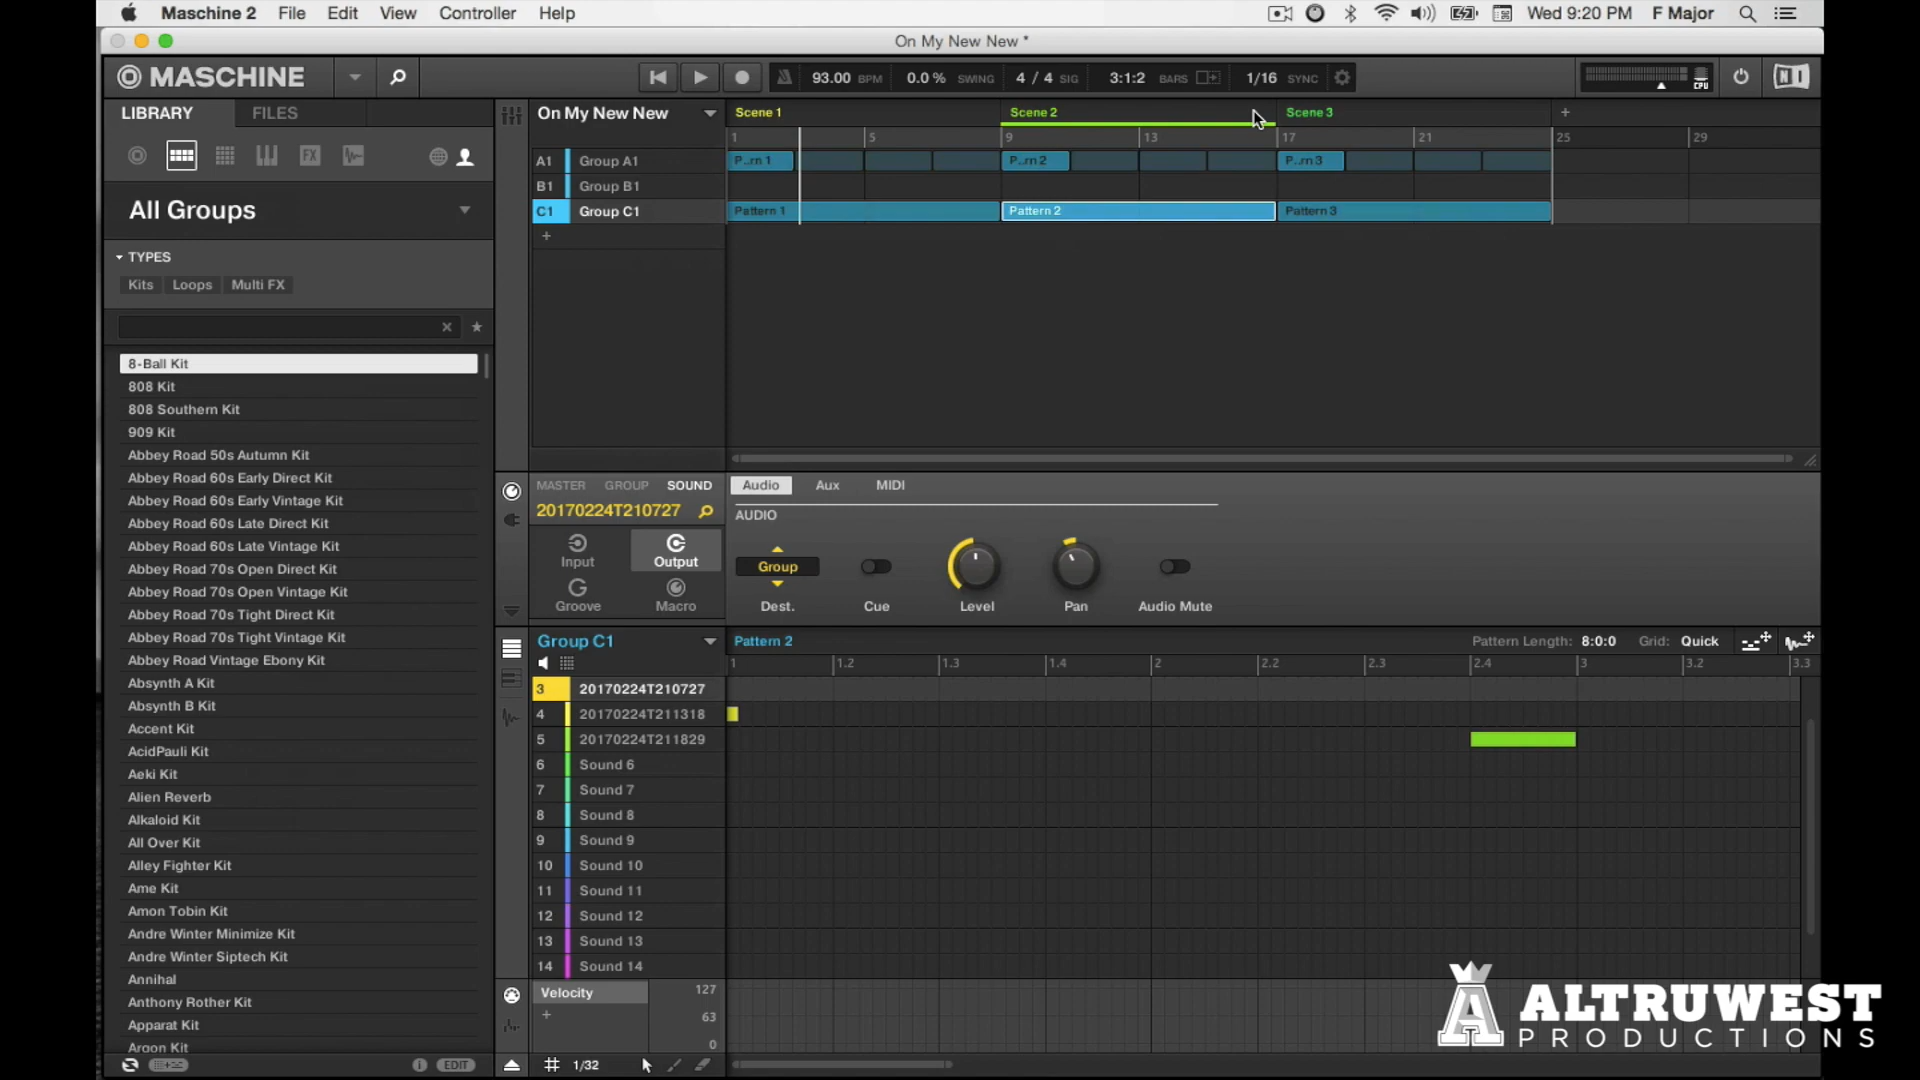 Maschine 2 File Edit View Controller Help Wed 9:20 PM F Major
On My New New *
MASCHINE 93.00 BPM 0.0 % SWING 4 / 4 SIG 3:1:2 BARS 1/16 SYNC CPU
LIBRARY FILES
On My New New Scene 1 Scene 2 Scene 3 +
1 5 9 13 17 21 25 29
A1 Group A1 P...rn 1 P...rn 2 P...rn 3
B1 Group B1
C1 Group C1 Pattern 1 Pattern 2 Pattern 3
+
FX
All Groups
TYPES
Kits Loops Multi FX
8-Ball Kit
808 Kit
808 Southern Kit
909 Kit
Abbey Road 50s Autumn Kit
Abbey Road 60s Early Direct Kit
Abbey Road 60s Early Vintage Kit
Abbey Road 60s Late Direct Kit
Abbey Road 60s Late Vintage Kit
Abbey Road 70s Open Direct Kit
Abbey Road 70s Open Vintage Kit
Abbey Road 70s Tight Direct Kit
Abbey Road 70s Tight Vintage Kit
Abbey Road Vintage Ebony Kit
Absynth A Kit
Absynth B Kit
Accent Kit
AcidPauli Kit
Aeki Kit
Alien Reverb
Alkaloid Kit
All Over Kit
Alley Fighter Kit
Ame Kit
Amon Tobin Kit
Andre Winter Minimize Kit
Andre Winter Siptech Kit
Annihal
Anthony Rother Kit
Apparat Kit
Argon Kit
EDIT
MASTER GROUP SOUND Audio Aux MIDI
20170224T210727
AUDIO
Input Output
Groove Macro
Group
Dest. Cue Level Pan Audio Mute
Group C1 Pattern 2 Pattern Length: 8:0:0 Grid: Quick
1 1.2 1.3 1.4 2 2.2 2.3 2.4 3 3.2 3.3
3 20170224T210727
4 20170224T211318
5 20170224T211829
6 Sound 6
7 Sound 7
8 Sound 8
9 Sound 9
10 Sound 10
11 Sound 11
12 Sound 12
13 Sound 13
14 Sound 14
Velocity 127
+ 63
0
1/32
ALTRUWEST
PRODUCTIONS